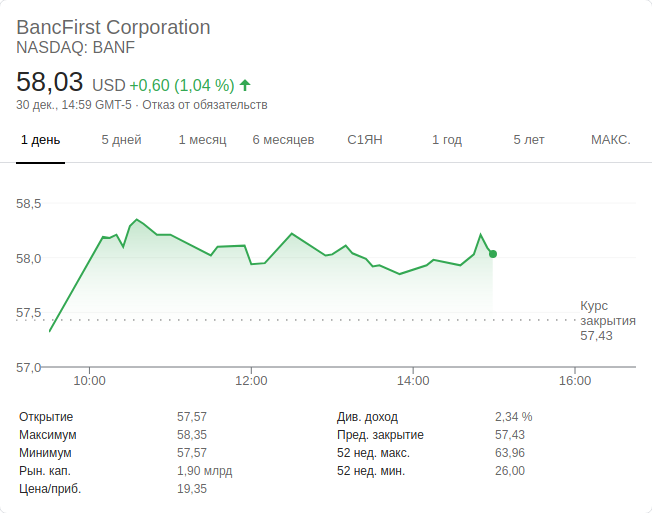 BancFirst Corporation
NASDAQ: BANF
58,03 USD +0,60 (1,04 %)
30 дек., 14:59 GMT-5 · Отказ от обязательств
1 день 5 дней 1 месяц 6 месяцев С1ЯН 1 год 5 лет МАКС.
58,5
58,0
57,5
57,0
Курс
закрытия
57,43
10:00 12:00 14:00 16:00
Открытие 57,57 Див. доход 2,34 %
Максимум 58,35 Пред. закрытие 57,43
Минимум 57,57 52 нед. макс. 63,96
Рын. кап. 1,90 млрд 52 нед. мин. 26,00
Цена/приб. 19,35